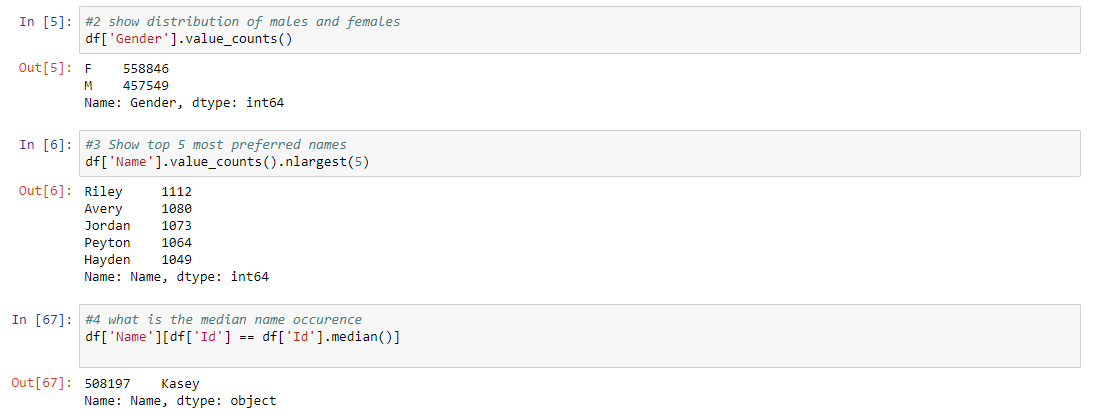 In [5]: #2 show distribution of males and females
df['Gender'].value_counts()
Out[5]: F    558846
M    457549
Name: Gender, dtype: int64
In [6]: #3 Show top 5 most preferred names
df['Name'].value_counts().nlargest(5)
Out[6]: Riley     1112
Avery     1080
Jordan    1073
Peyton    1064
Hayden    1049
Name: Name, dtype: int64
In [67]: #4 what is the median name occurence
df['Name'][df['Id'] == df['Id'].median()]
Out[67]: 508197    Kasey
Name: Name, dtype: object